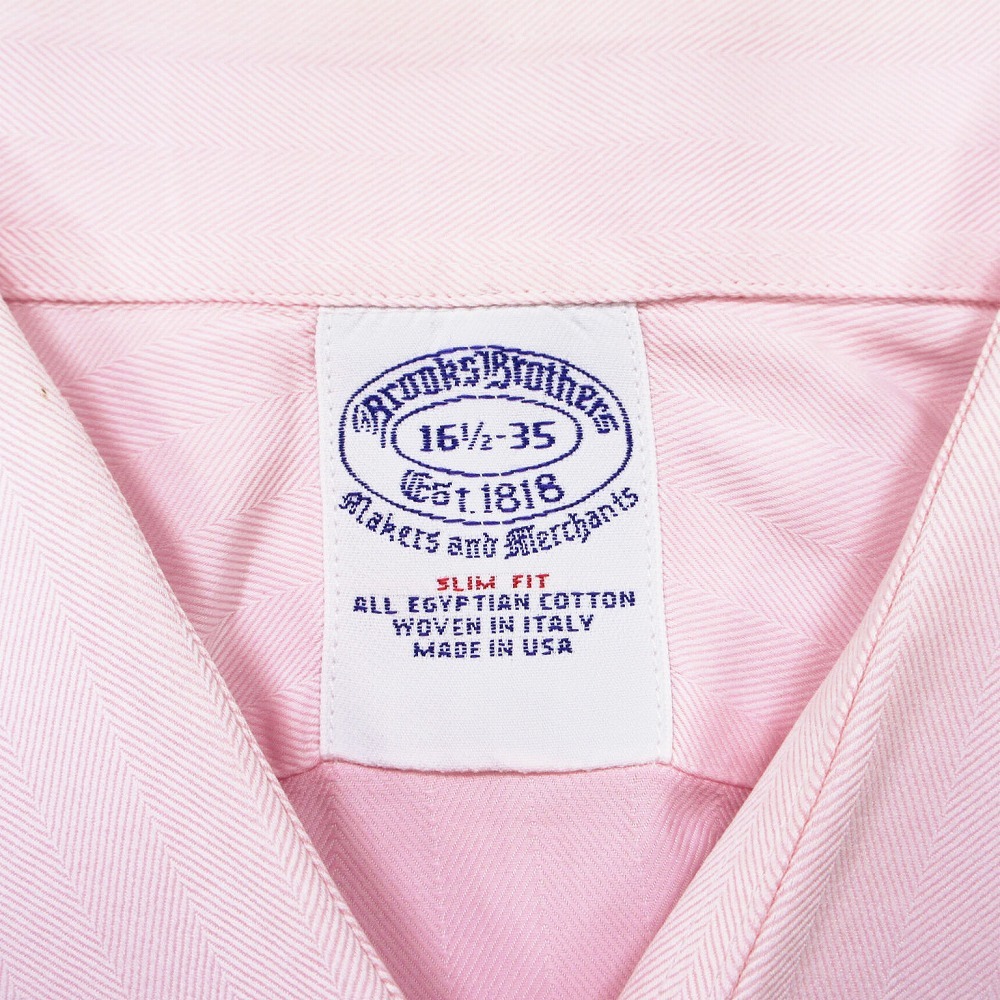 Brooks Brothers
16½-35
Est. 1818
Makers and Merchants
SLIM FIT
ALL EGYPTIAN COTTON
WOVEN IN ITALY
MADE IN USA